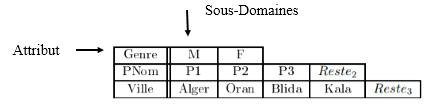 Sous-Domaines
Attribut
Genre M F
PNom P1 P2 P3 Reste2
Ville Alger Oran Blida Kala Reste3